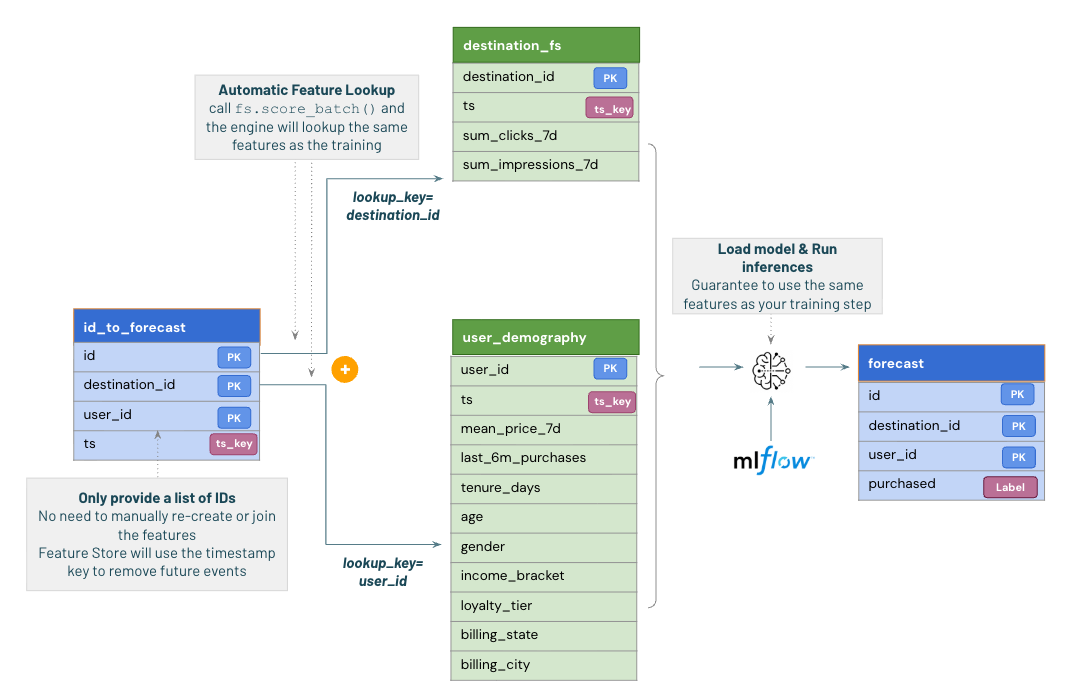 destination_fs
destination_id PK
ts ts_key
sum_clicks_7d
sum_impressions_7d
Automatic Feature Lookup
call fs.score_batch() and
the engine will lookup the same
features as the training
lookup_key=
destination_id
id_to_forecast
id PK
destination_id PK
user_id PK
ts ts_key
Only provide a list of IDs
No need to manually re-create or join
the features
Feature Store will use the timestamp
key to remove future events
+
lookup_key=
user_id
user_demography
user_id PK
ts ts_key
mean_price_7d
last_6m_purchases
tenure_days
age
gender
income_bracket
loyalty_tier
billing_state
billing_city
Load model & Run
inferences
Guarantee to use the same
features as your training step
mlflow
forecast
id PK
destination_id PK
user_id PK
purchased Label